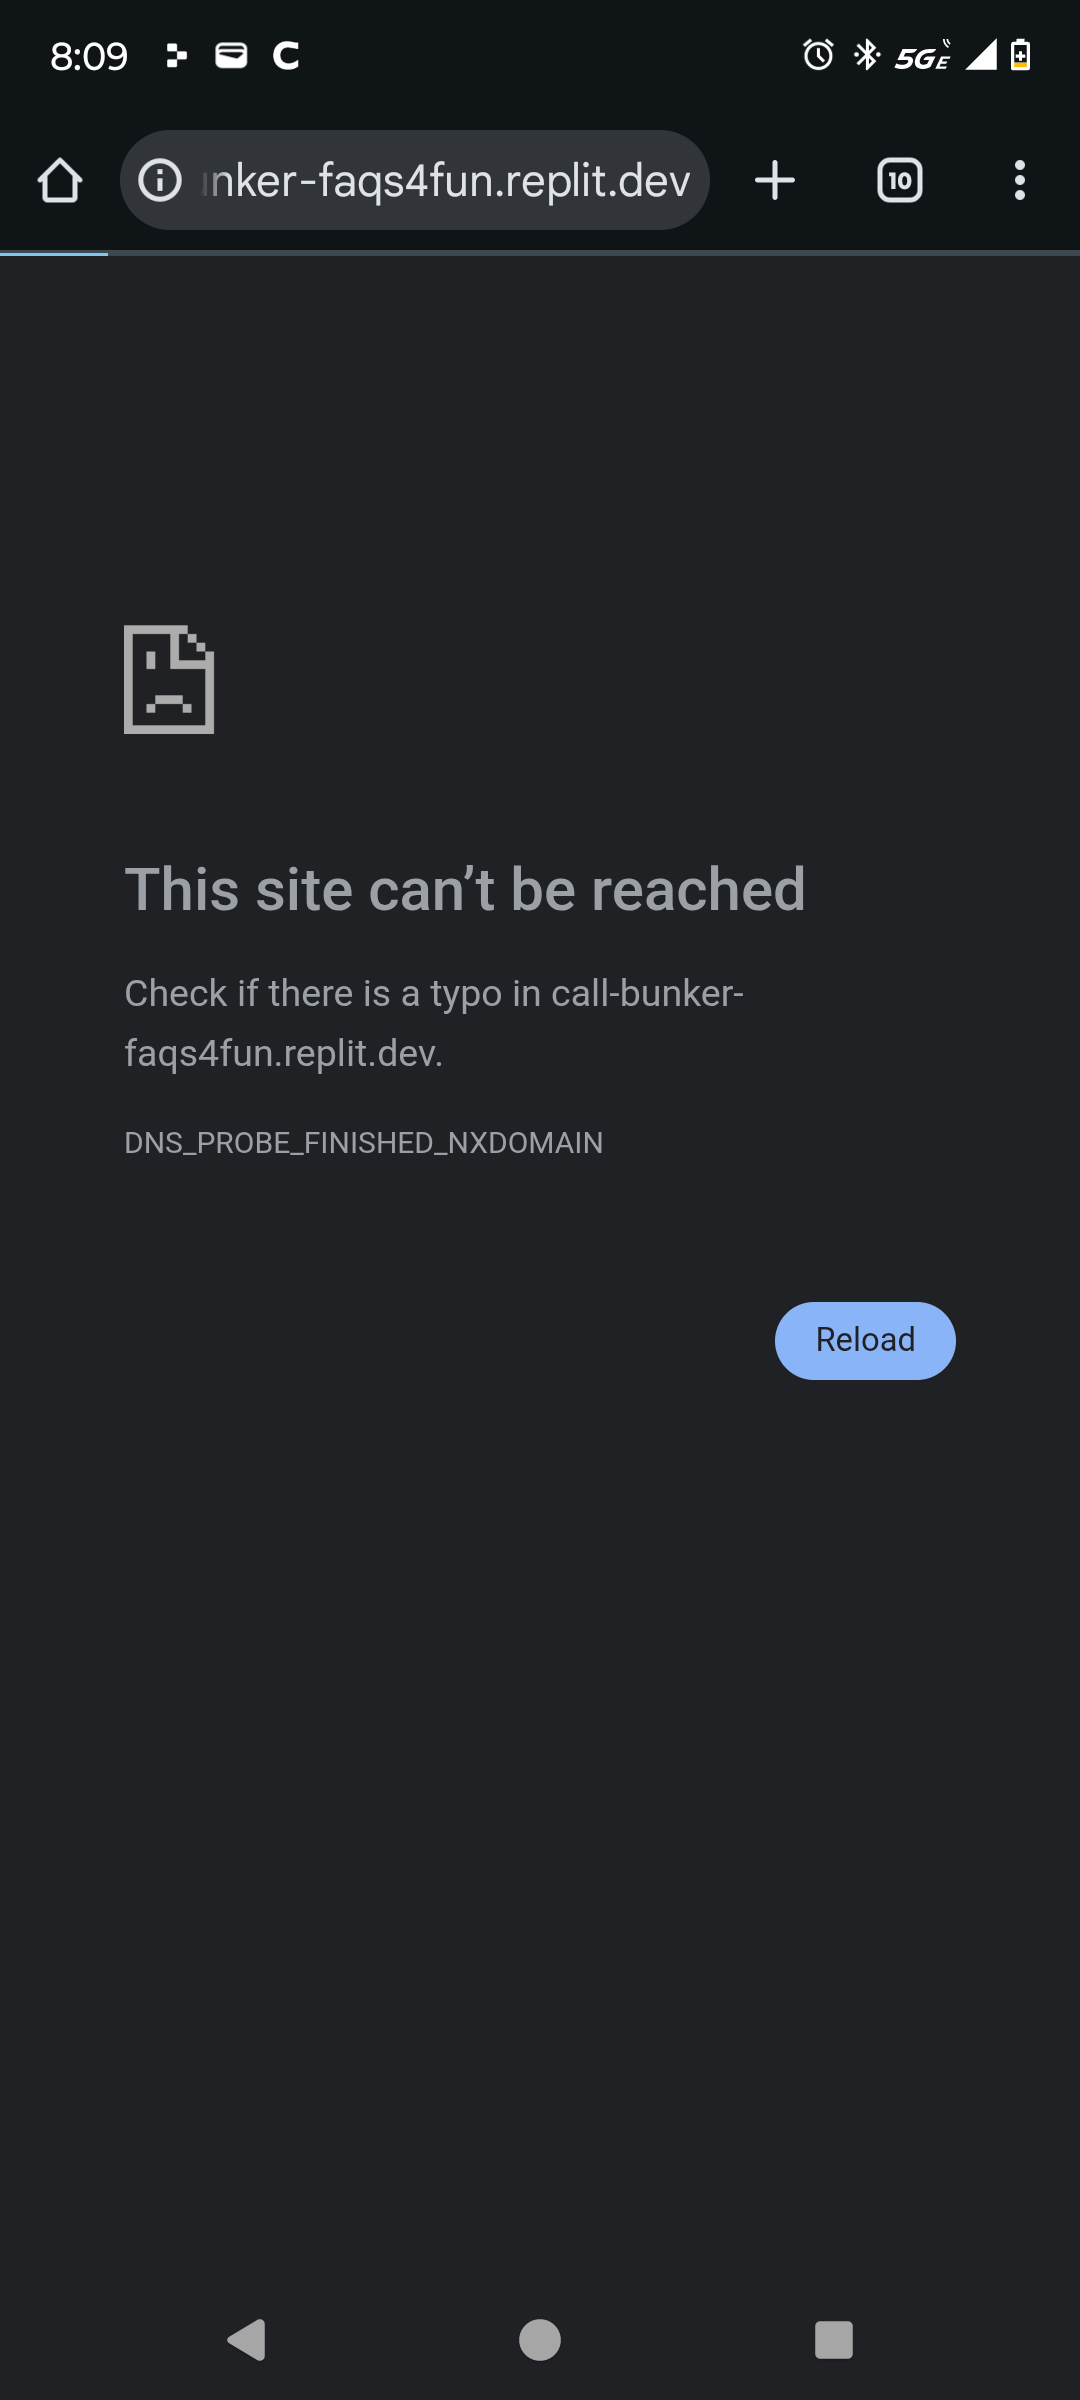 8:09
5GE
nker-faqs4fun.replit.dev
10
This site can’t be reached
Check if there is a typo in call-bunker-
faqs4fun.replit.dev.
DNS_PROBE_FINISHED_NXDOMAIN
Reload